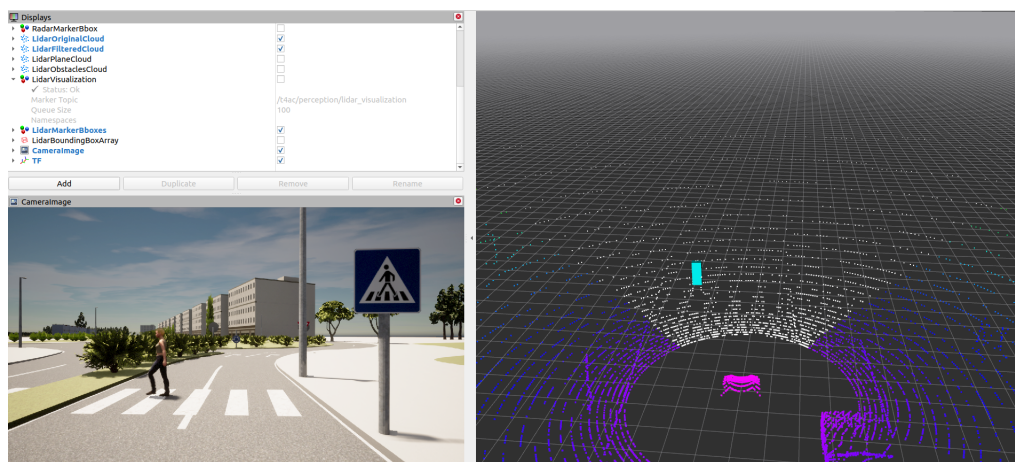 Displays
RadarMarkerBbox
LidarOriginalCloud
LidarFilteredCloud
LidarPlaneCloud
LidarObstaclesCloud
LidarVisualization
Status: Ok
Marker Topic /t4ac/perception/lidar_visualization
Queue Size 100
Namespaces
LidarMarkerBboxes
LidarBoundingBoxArray
CameraImage
TF
Add Duplicate Remove Rename
CameraImage